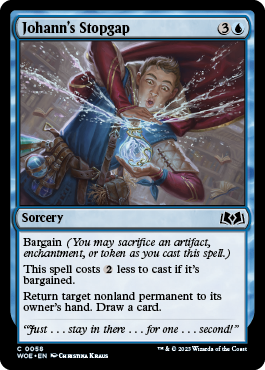 Johann's Stopgap 3
Sorcery
Bargain (You may sacrifice an artifact,
enchantment, or token as you cast this spell.)
This spell costs 2 less to cast if it's
bargained.
Return target nonland permanent to its
owner's hand. Draw a card.
"Just . . . stay in there . . . for one . . . second!"
C 0058
WOE • EN Christina Kraus
™ & © 2023 Wizards of the Coast